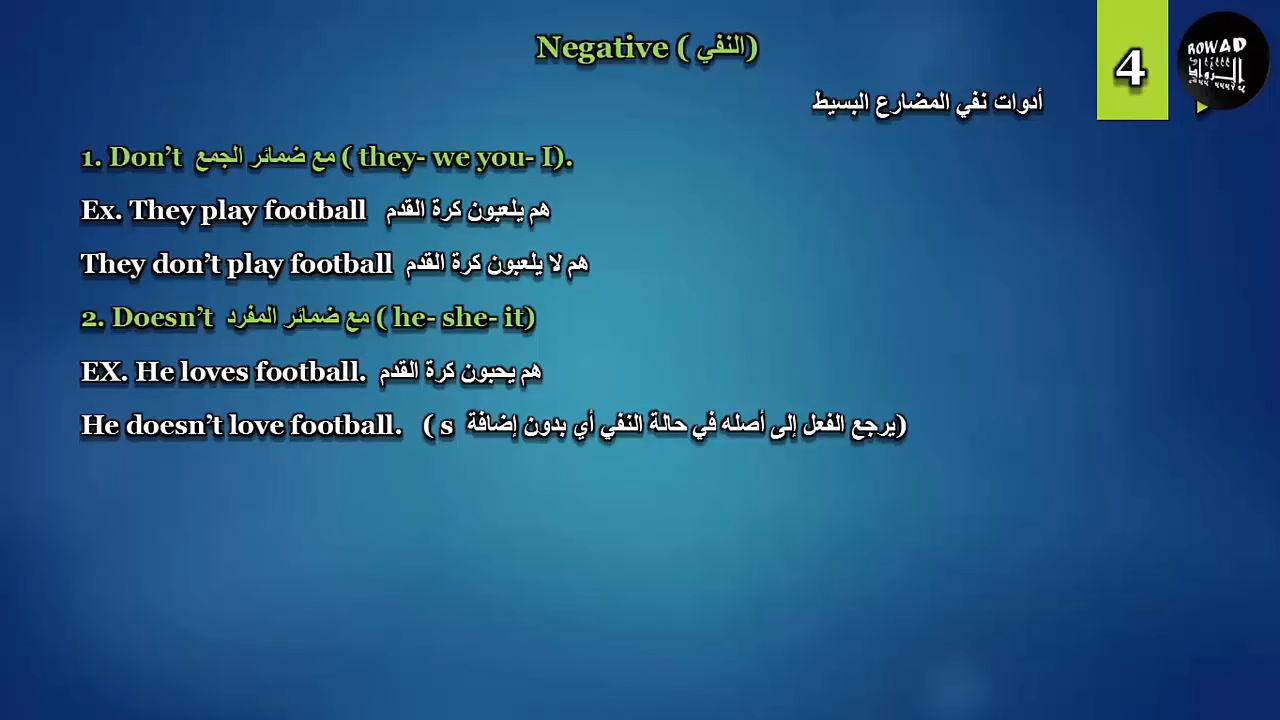 Negative (النفي)
4
ROWAD
الرواد
أدوات نفي المضارع البسيط
1. Don’t مع ضمائر الجمع ( they- we you- I).
Ex. They play football هم يلعبون كرة القدم
They don’t play football هم لا يلعبون كرة القدم
2. Doesn’t مع ضمائر المفرد ( he- she- it)
EX. He loves football. هم يحبون كرة القدم
He doesn’t love football. ( s يرجع الفعل إلى أصله في حالة النفي أي بدون إضافة)